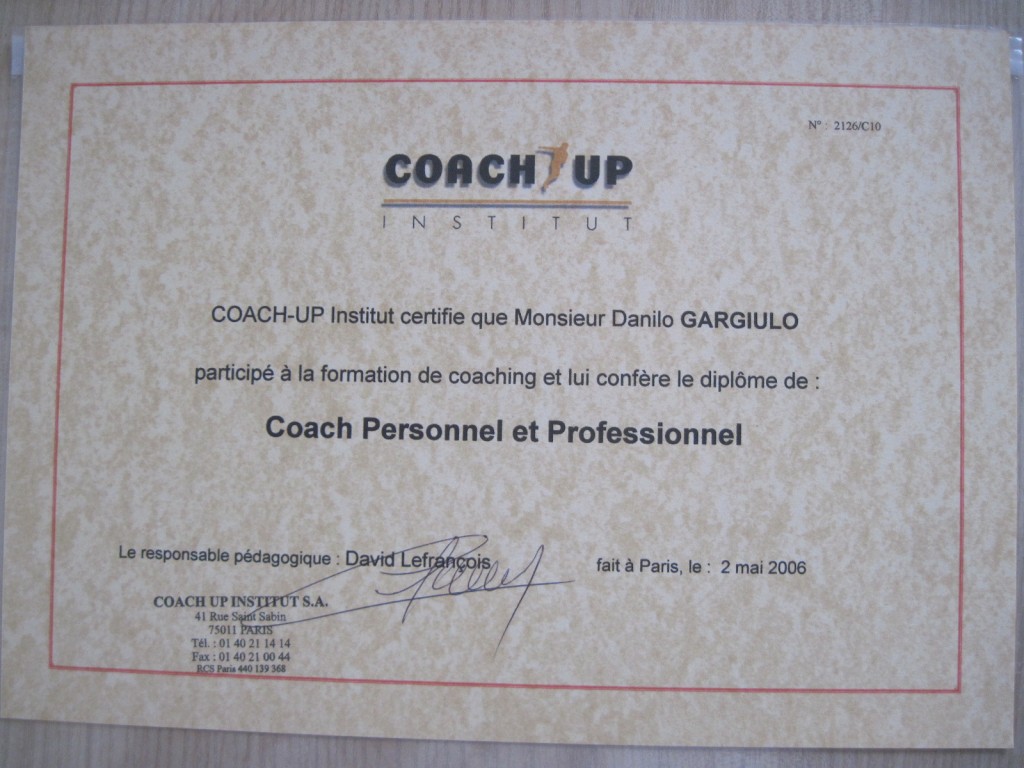 N° : 2126/C10
COACH UP
INSTITUT
COACH-UP Institut certifie que Monsieur Danilo GARGIULO
participé à la formation de coaching et lui confère le diplôme de :
Coach Personnel et Professionnel
Le responsable pédagogique : David Lefrançois
fait à Paris, le : 2 mai 2006
COACH UP INSTITUT S.A.
41 Rue Saint Sabin
75011 PARIS
Tél. : 01 40 21 14 14
Fax : 01 40 21 00 44
RCS Paris 440 139 368